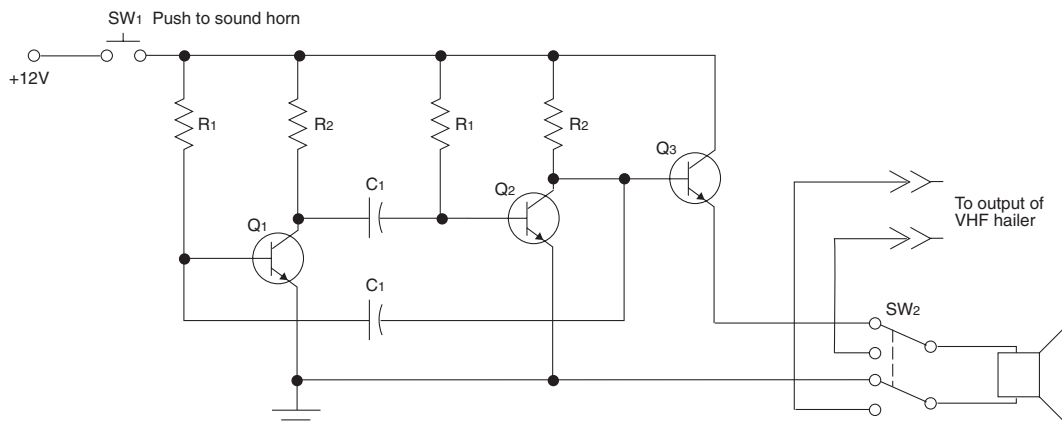 SW1 Push to sound horn
+12V
R1
R2
R1
R2
Q3
C1
Q2
Q1
To output of
VHF hailer
C1
SW2